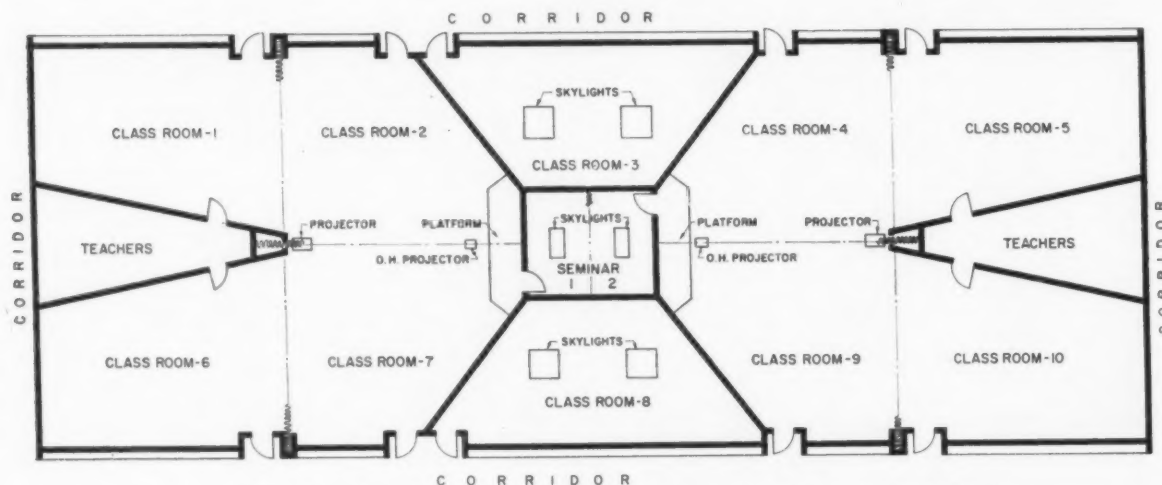 CORRIDOR
SKYLIGHTS
CLASS ROOM-1
CLASS ROOM-2
CLASS ROOM-3
CLASS ROOM-4
CLASS ROOM-5
CORRIDOR
TEACHERS
PROJECTOR
PLATFORM
O.H. PROJECTOR
SKYLIGHTS
SEMINAR
1 2
PLATFORM
O.H. PROJECTOR
PROJECTOR
TEACHERS
CORRIDOR
CLASS ROOM-6
CLASS ROOM-7
SKYLIGHTS
CLASS ROOM-8
CLASS ROOM-9
CLASS ROOM-10
CORRIDOR